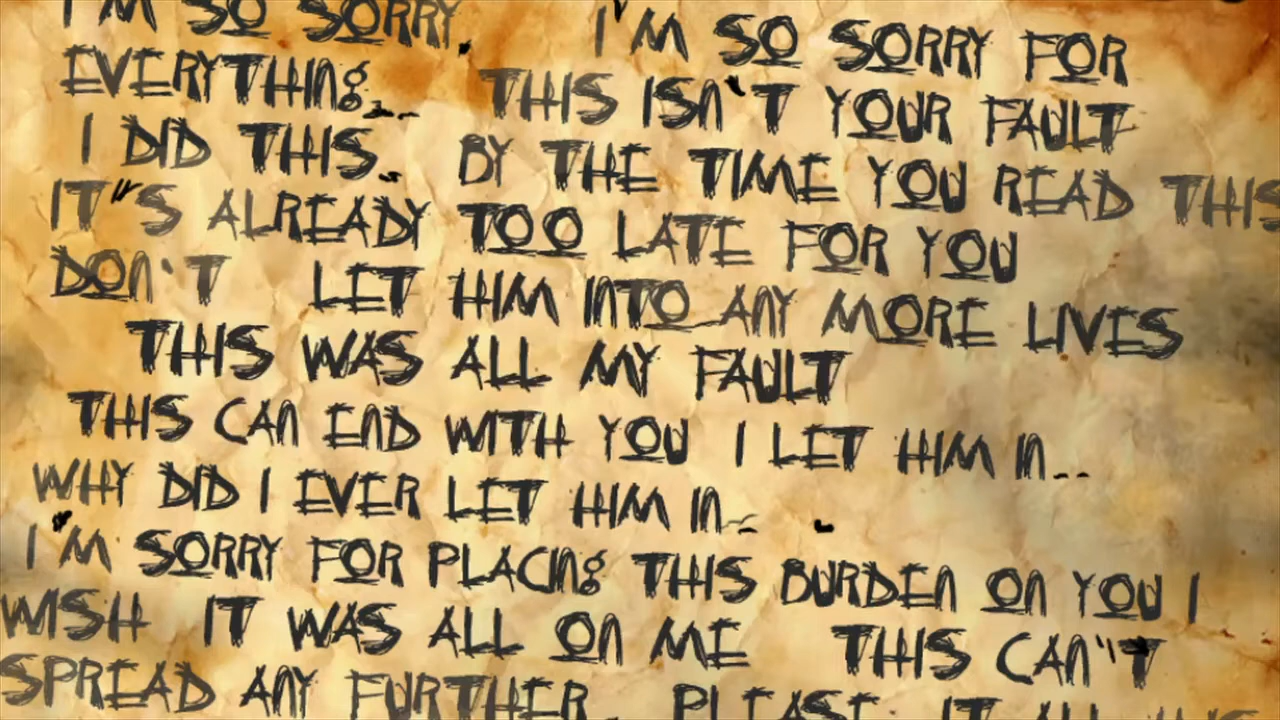 I'M SO SORRY. I'M SO SORRY FOR
EVERYTHING... THIS ISN'T YOUR FAULT
I DID THIS.. BY THE TIME YOU READ THIS
IT"S ALREADY TOO LATE FOR YOU
DON'T LET HIM INTO ANY MORE LIVES
THIS WAS ALL MY FAULT
THIS CAN END WITH YOU I LET HIM IN..
WHY DID I EVER LET HIM IN..
I"M SORRY FOR PLACING THIS BURDEN ON YOU I
WISH IT WAS ALL ON ME THIS CAN"T
SPREAD ANY FURTHER. PLEASE. IT ALL